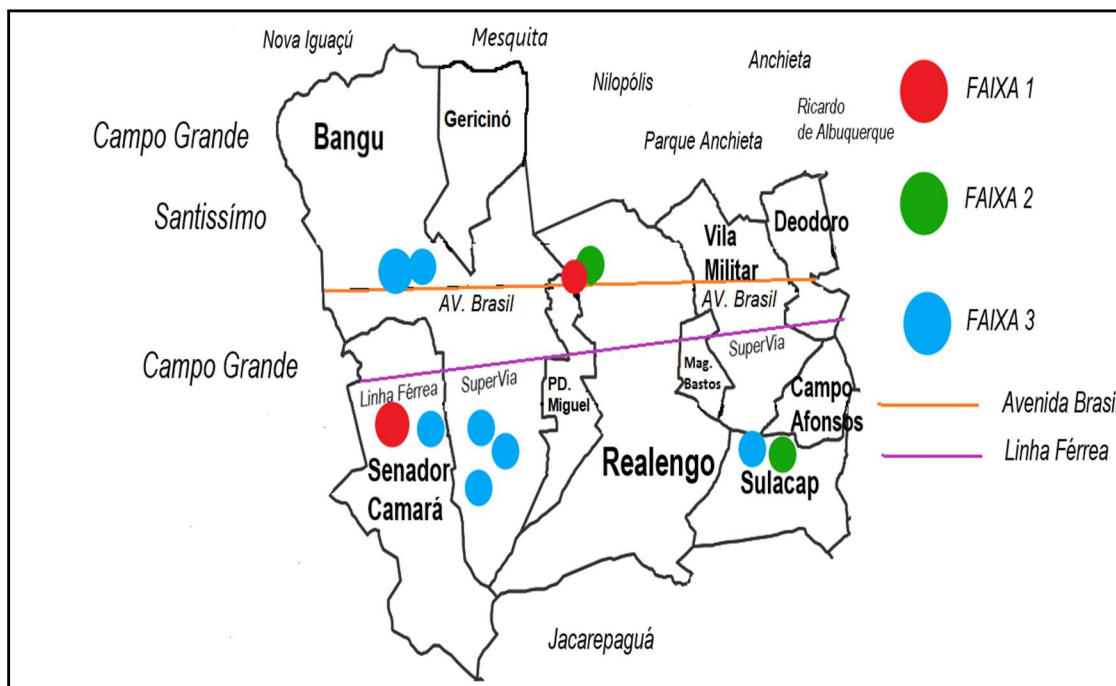 Nova Iguaçú
Mesquita
Nilopólis
Anchieta
Ricardo
de Albuquerque
Parque Anchieta
Campo Grande
Santissímo
Campo Grande
Bangu
Gericinó
Vila
Militar
Deodoro
AV. Brasil
AV. Brasil
Linha Férrea
SuperVia
SuperVia
PD.
Miguel
Mag.
Bastos
Campo
Afonsos
Senador
Camará
Realengo
Sulacap
Jacarepaguá
FAIXA 1
FAIXA 2
FAIXA 3
Avenida Brasil
Linha Férrea